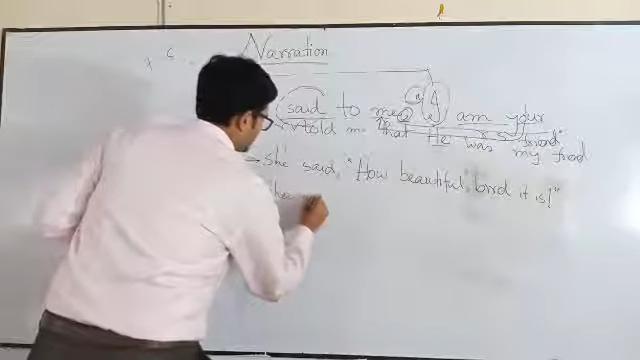 Narration
said to me, "I am your friend"
told me that He was my frend
She said, "How beautiful bird it is!"